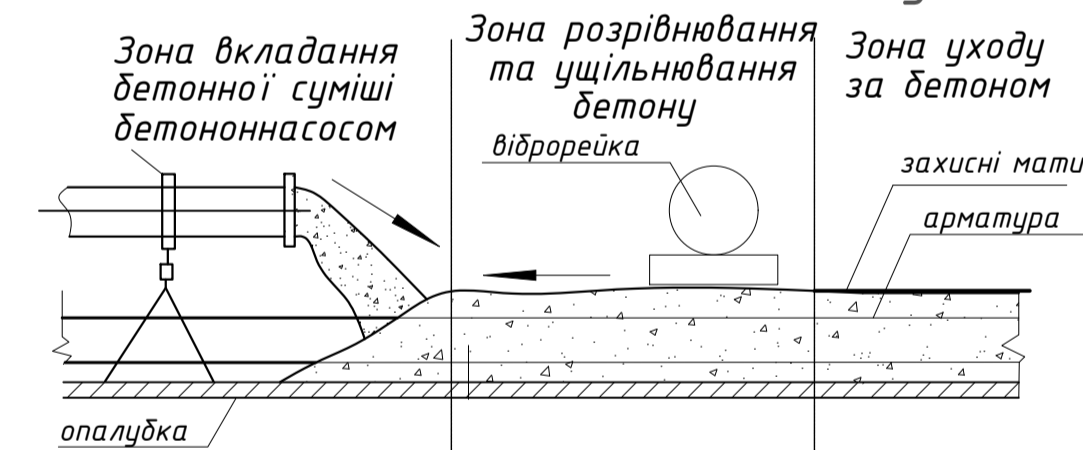 Зона вкладання
бетонної суміші
бетононнасосом
Зона розрівнювання
та ущільнювання
бетону
Зона уходу
за бетоном
віброрейка
захисні мати
арматура
опалубка